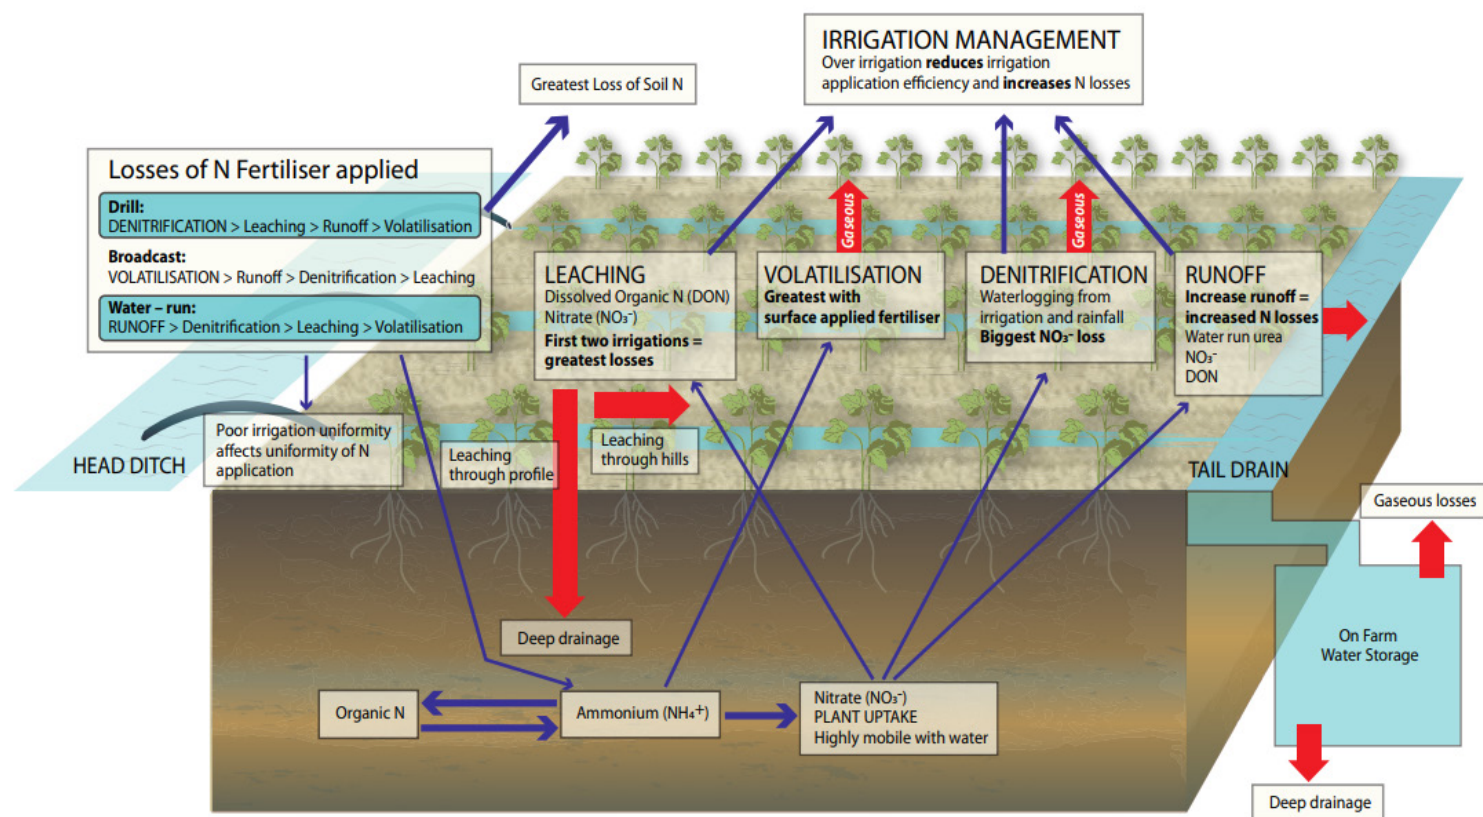 IRRIGATION MANAGEMENT
Over irrigation reduces irrigation
application efficiency and increases N losses
Greatest Loss of Soil N
Losses of N Fertiliser applied
Drill:
DENITRIFICATION > Leaching > Runoff > Volatilisation
Broadcast:
VOLATILISATION > Runoff > Denitrification > Leaching
Water – run:
RUNOFF > Denitrification > Leaching > Volatilisation
Gaseous
Gaseous
LEACHING
Dissolved Organic N (DON)
Nitrate (NO₃⁻)
First two irrigations =
greatest losses
VOLATILISATION
Greatest with
surface applied fertiliser
DENITRIFICATION
Waterlogging from
irrigation and rainfall
Biggest NO₃⁻ loss
RUNOFF
Increase runoff =
increased N losses
Water run urea
NO₃⁻
DON
Poor irrigation uniformity
affects uniformity of N
application
HEAD DITCH
Leaching
through profile
Leaching
through hills
TAIL DRAIN
Gaseous losses
Deep drainage
On Farm
Water Storage
Organic N
Ammonium (NH₄⁺)
Nitrate (NO₃⁻)
PLANT UPTAKE
Highly mobile with water
Deep drainage